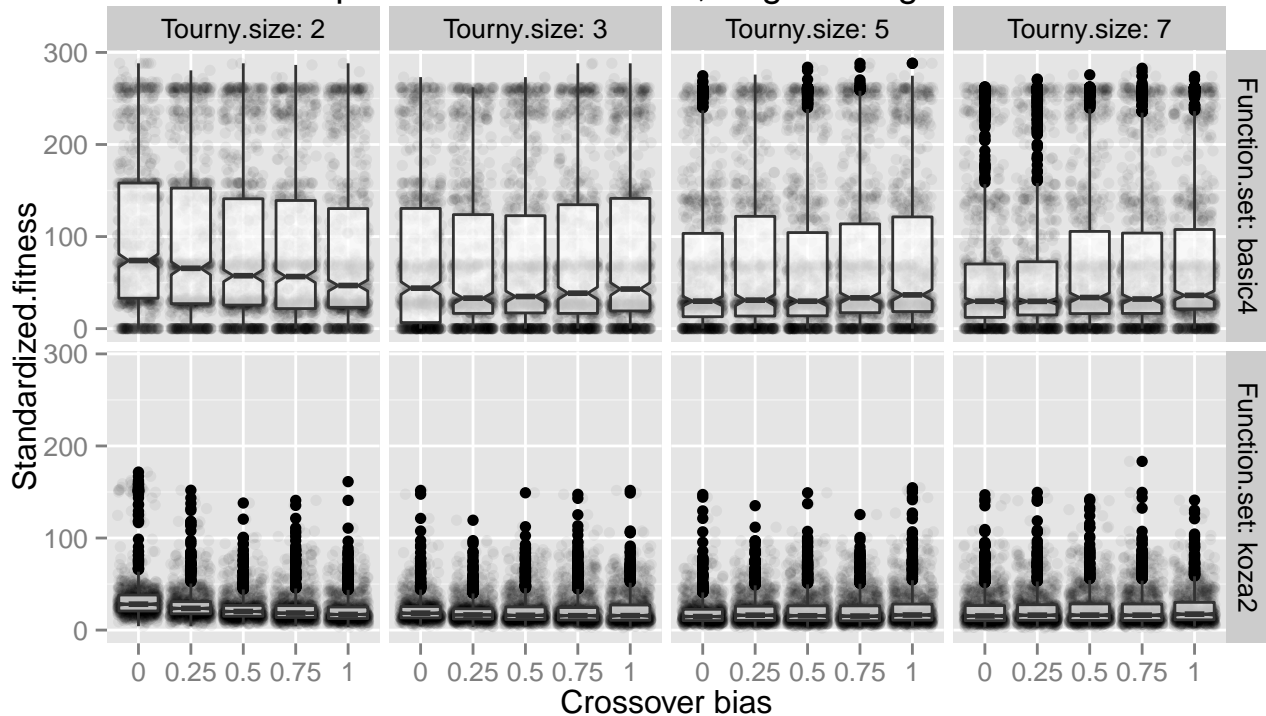 Tourny.size: 2
Tourny.size: 3
Tourny.size: 5
Tourny.size: 7
Standardized.fitness
300
200
100
0
Function.set: basic4
300
200
100
0
Function.set: koza2
0 0.25 0.5 0.75 1
0 0.25 0.5 0.75 1
0 0.25 0.5 0.75 1
0 0.25 0.5 0.75 1
Crossover bias